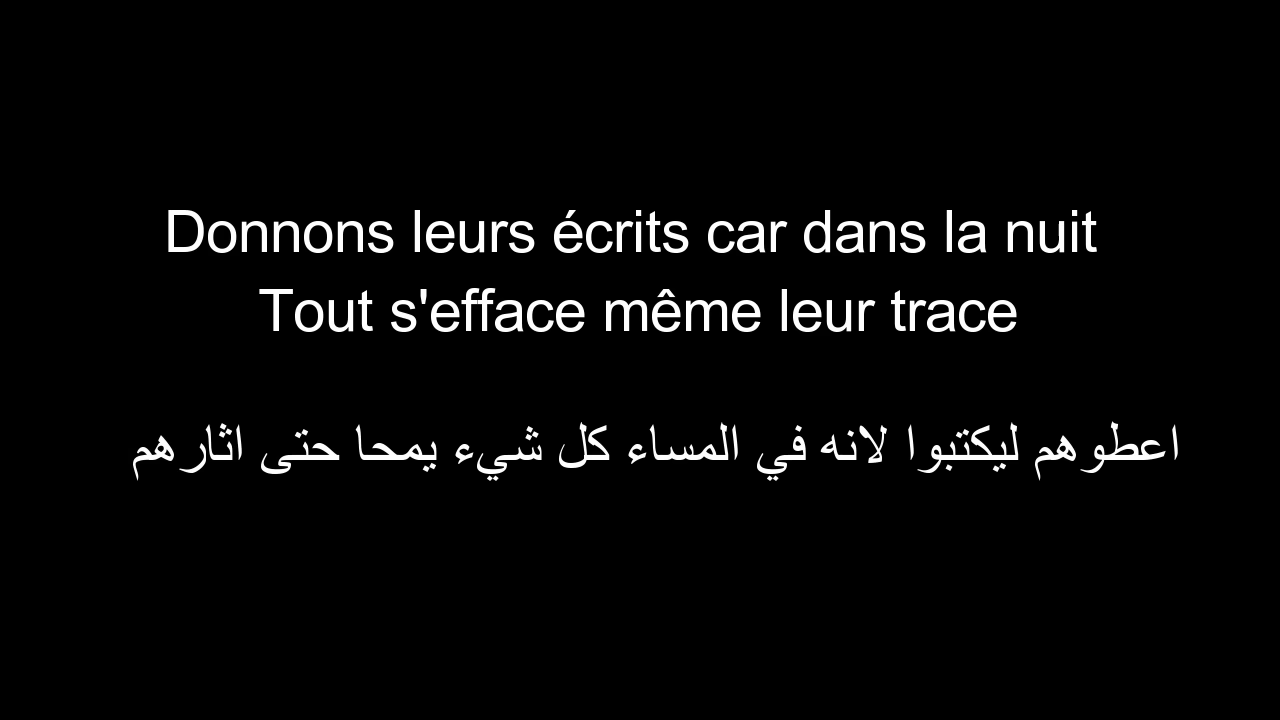 Donnons leurs écrits car dans la nuit
Tout s'efface même leur trace
اعطوهم ليكتبوا لانه في المساء كل شيء يمحا حتى اثارهم